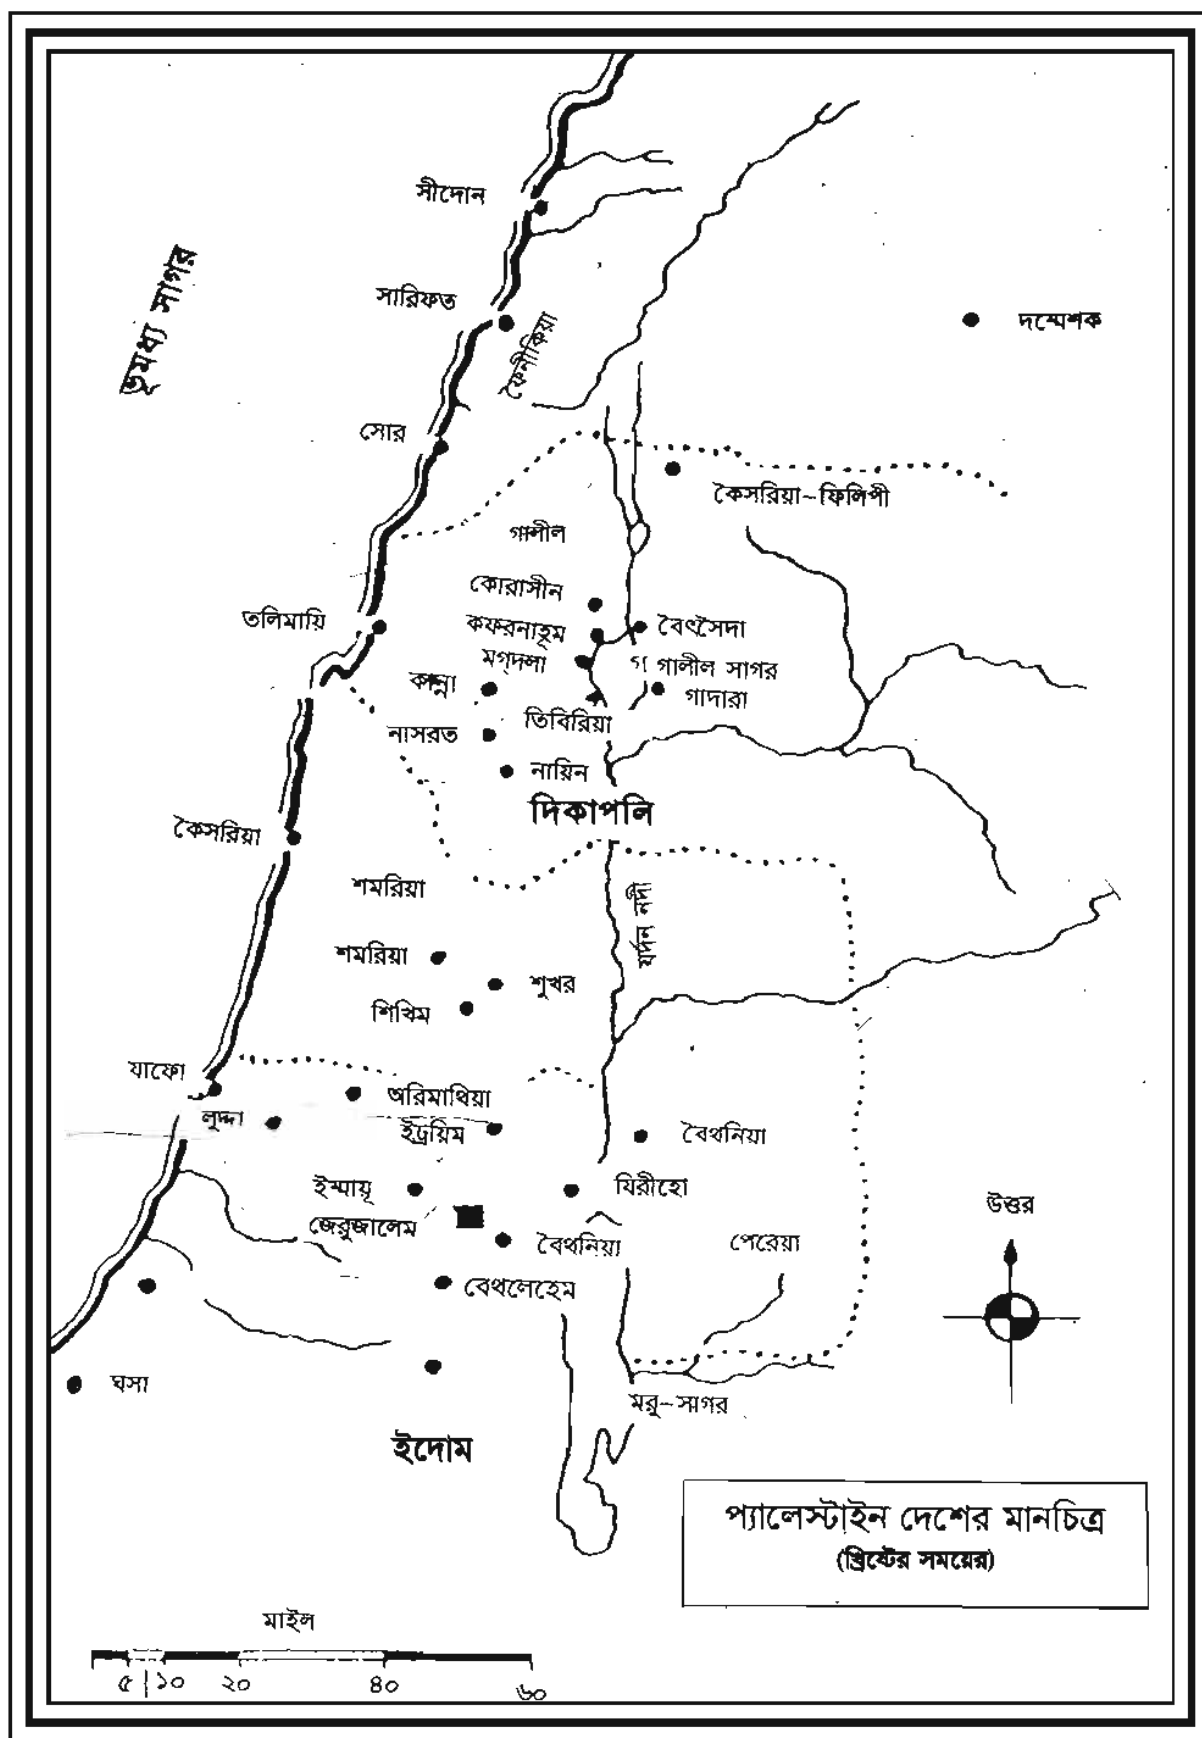 সীদোন
ভূমধ্য সাগর
সারিফত
ফৈনীকিয়া
দম্মেশক
সোর
কৈসরিয়া-ফিলিপী
গালীল
কোরাসীন
তলিমায়ি
কফরনাহূম
বৈৎসৈদা
মগ্দলা
গালীল সাগর
কান্না
গাদারা
তিবিরিয়া
নাসরত
নায়িন
দিকাপলি
কৈসরিয়া
শমরিয়া
যর্দন নদী
শমরিয়া
শুখর
শিখিম
যাফো
অরিমাথিয়া
লুদ্দা
ইফ্রয়িম
বৈথনিয়া
ইম্মায়ূ
যিরীহো
উত্তর
জেরুজালেম
বৈথনিয়া
পেরেয়া
বেথলেহেম
ঘসা
মরু-সাগর
ইদোম
প্যালেস্টাইন দেশের মানচিত্র
(খ্রিষ্টের সময়ের)
মাইল
৫ ১০ ২০ ৪০ ৬০